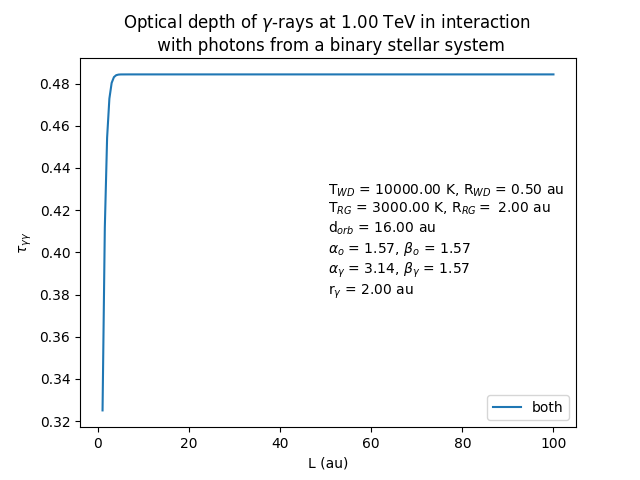 Optical depth of γ-rays at 1.00 TeV in interaction
with photons from a binary stellar system
0.48
0.46
0.44
0.42
0.40
0.38
0.36
0.34
0.32
τγγ
T_WD = 10000.00 K, R_WD = 0.50 au
T_RG = 3000.00 K, R_RG = 2.00 au
d_orb = 16.00 au
α_o = 1.57, β_o = 1.57
α_γ = 3.14, β_γ = 1.57
r_γ = 2.00 au
both
0 20 40 60 80 100
L (au)